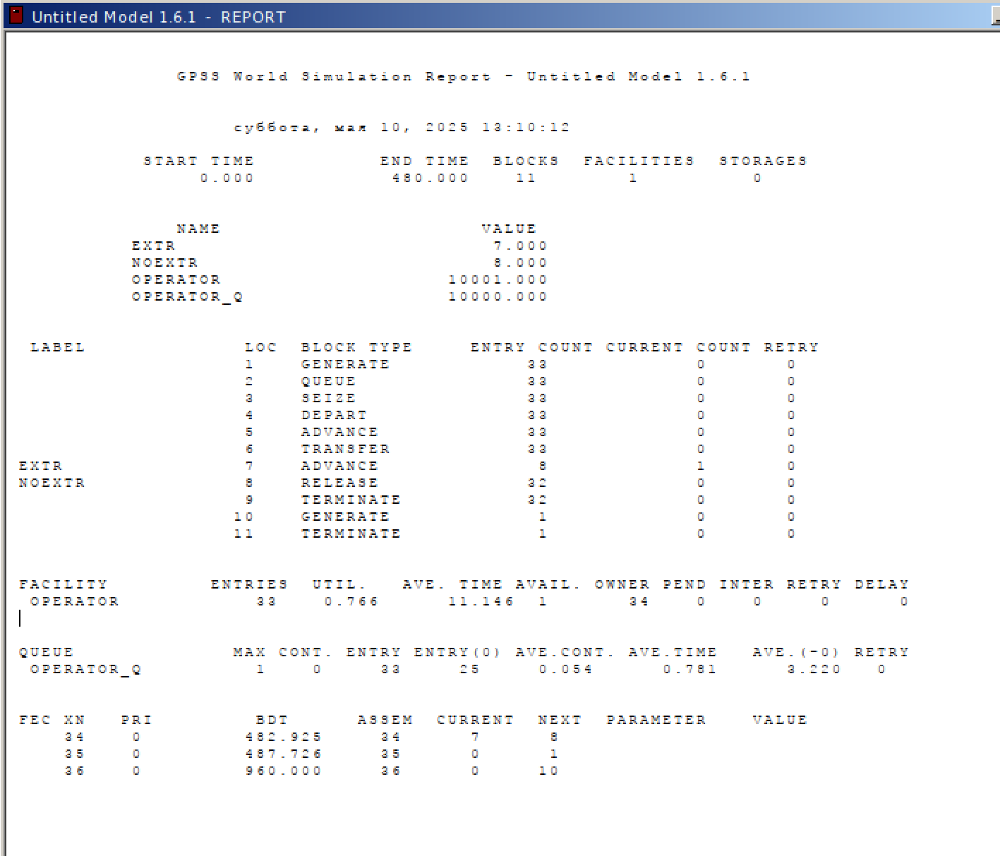 Untitled Model 1.6.1 - REPORT
GPSS World Simulation Report - Untitled Model 1.6.1
суббота, мая 10, 2025 13:10:12
START TIME END TIME BLOCKS FACILITIES STORAGES
0.000 480.000 11 1 0
NAME VALUE
EXTR 7.000
NOEXTR 8.000
OPERATOR 10001.000
OPERATOR_Q 10000.000
LABEL LOC BLOCK TYPE ENTRY COUNT CURRENT COUNT RETRY
1 GENERATE 33 0 0
2 QUEUE 33 0 0
3 SEIZE 33 0 0
4 DEPART 33 0 0
5 ADVANCE 33 0 0
6 TRANSFER 33 0 0
EXTR 7 ADVANCE 8 1 0
NOEXTR 8 RELEASE 32 0 0
9 TERMINATE 32 0 0
10 GENERATE 1 0 0
11 TERMINATE 1 0 0
FACILITY ENTRIES UTIL. AVE. TIME AVAIL. OWNER PEND INTER RETRY DELAY
OPERATOR 33 0.766 11.146 1 34 0 0 0 0
QUEUE MAX CONT. ENTRY ENTRY(0) AVE.CONT. AVE.TIME AVE.(-0) RETRY
OPERATOR_Q 1 0 33 25 0.054 0.781 3.220 0
FEC XN PRI BDT ASSEM CURRENT NEXT PARAMETER VALUE
34 0 482.925 34 7 8
35 0 487.726 35 0 1
36 0 960.000 36 0 10